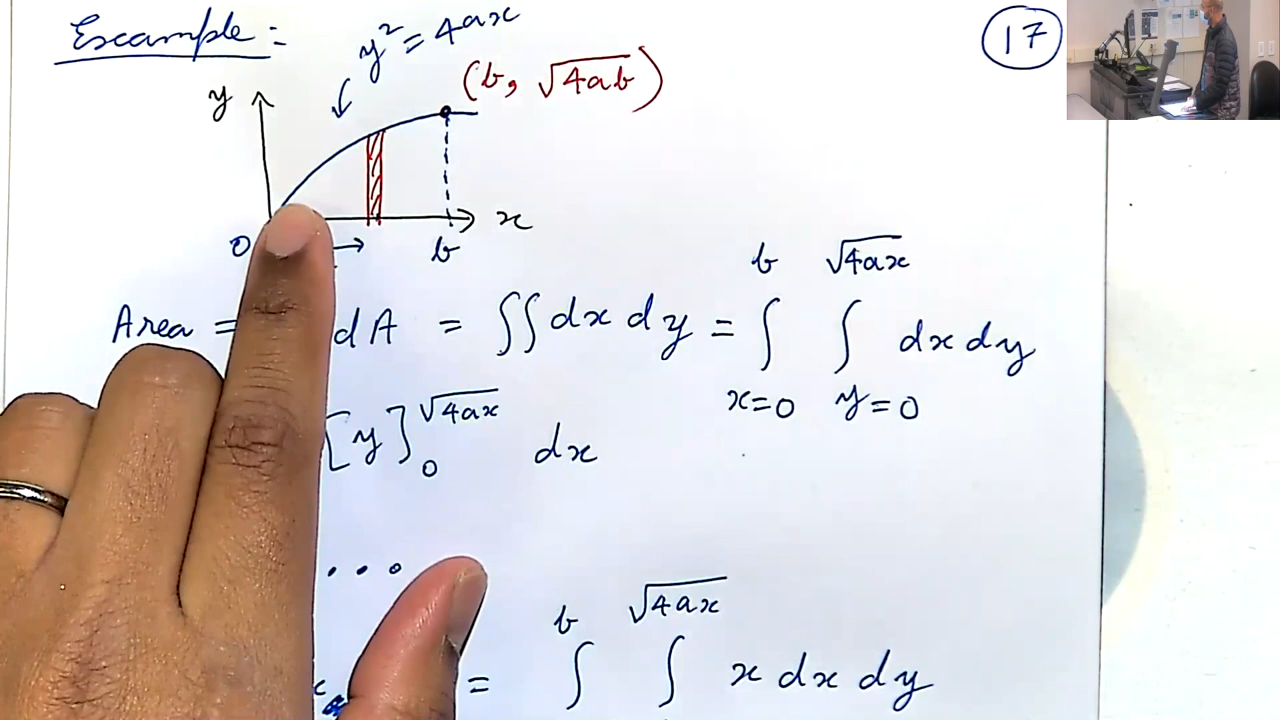 Example :
17
y² = 4ax
(b, √4ab)
y
x
0 → b
Area = dA = ∫∫ dx dy = ∫_{x=0}^{b} ∫_{y=0}^{√4ax} dx dy
[y]_0^{√4ax} dx
...
= ∫^{b} ∫^{√4ax} x dx dy